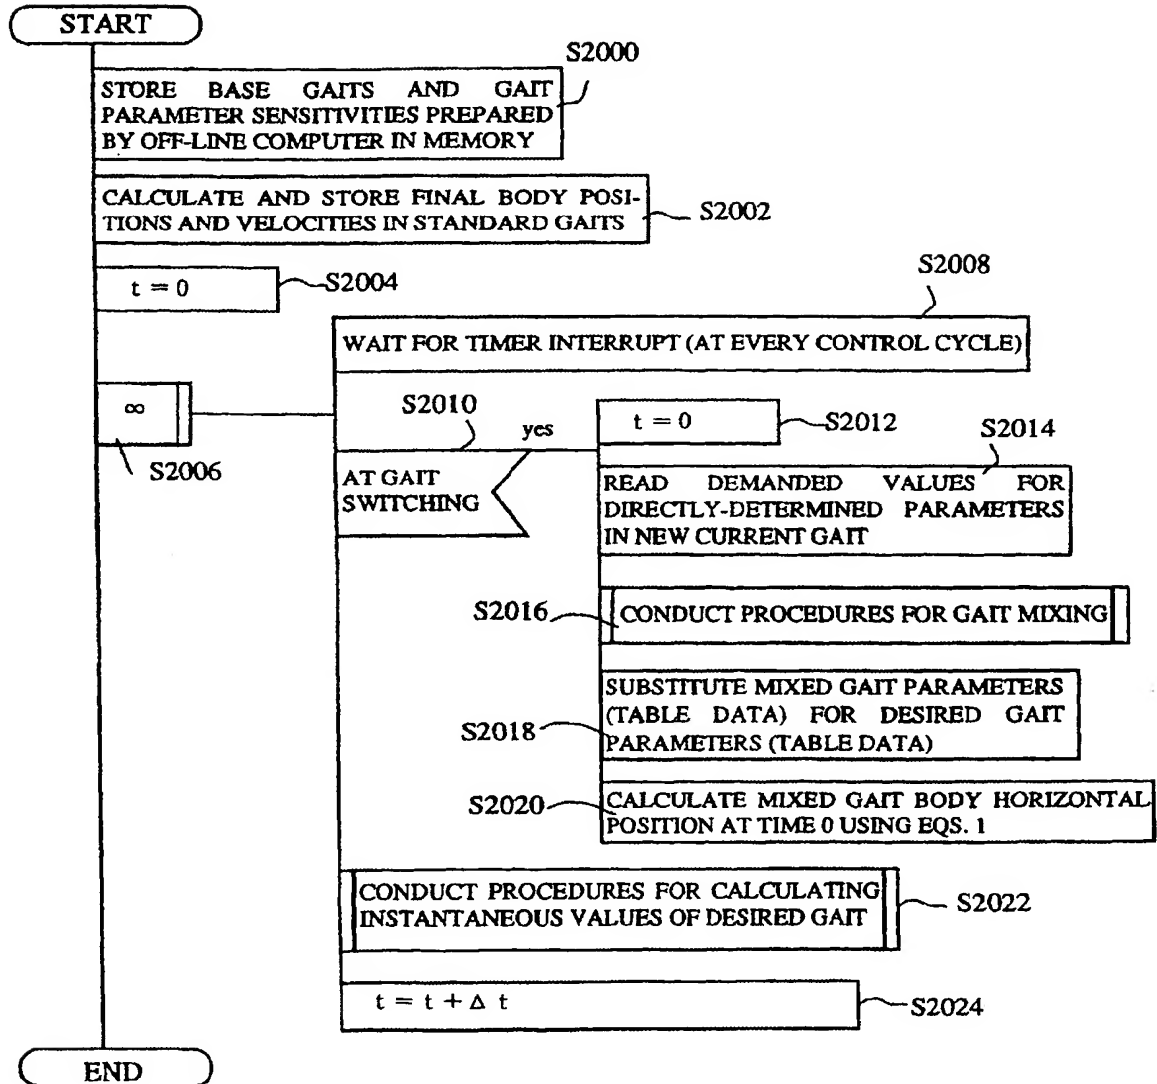 START
S2000
STORE BASE GAITS AND GAIT
PARAMETER SENSITIVITIES PREPARED
BY OFF-LINE COMPUTER IN MEMORY
CALCULATE AND STORE FINAL BODY POSI-
TIONS AND VELOCITIES IN STANDARD GAITS
S2002
t = 0
S2004
S2008
WAIT FOR TIMER INTERRUPT (AT EVERY CONTROL CYCLE)
∞
S2006
S2010
yes
AT GAIT
SWITCHING
t = 0
S2012
S2014
READ DEMANDED VALUES FOR
DIRECTLY-DETERMINED PARAMETERS
IN NEW CURRENT GAIT
S2016
CONDUCT PROCEDURES FOR GAIT MIXING
SUBSTITUTE MIXED GAIT PARAMETERS
(TABLE DATA) FOR DESIRED GAIT
PARAMETERS (TABLE DATA)
S2018
S2020
CALCULATE MIXED GAIT BODY HORIZONTAL
POSITION AT TIME 0 USING EQS. 1
CONDUCT PROCEDURES FOR CALCULATING
INSTANTANEOUS VALUES OF DESIRED GAIT
S2022
t = t + Δ t
S2024
END